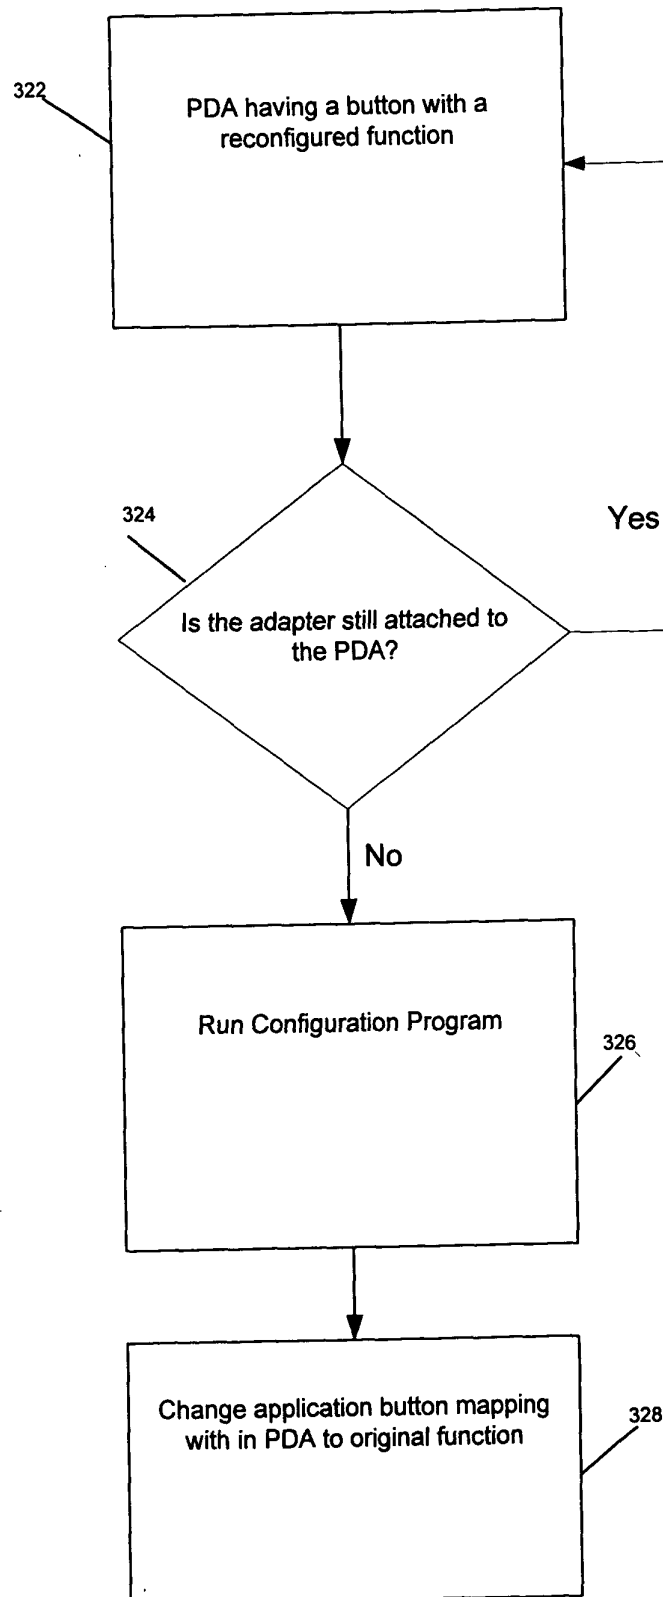 322
PDA having a button with a
reconfigured function
324
Yes
Is the adapter still attached to
the PDA?
No
Run Configuration Program
326
Change application button mapping
with in PDA to original function
328